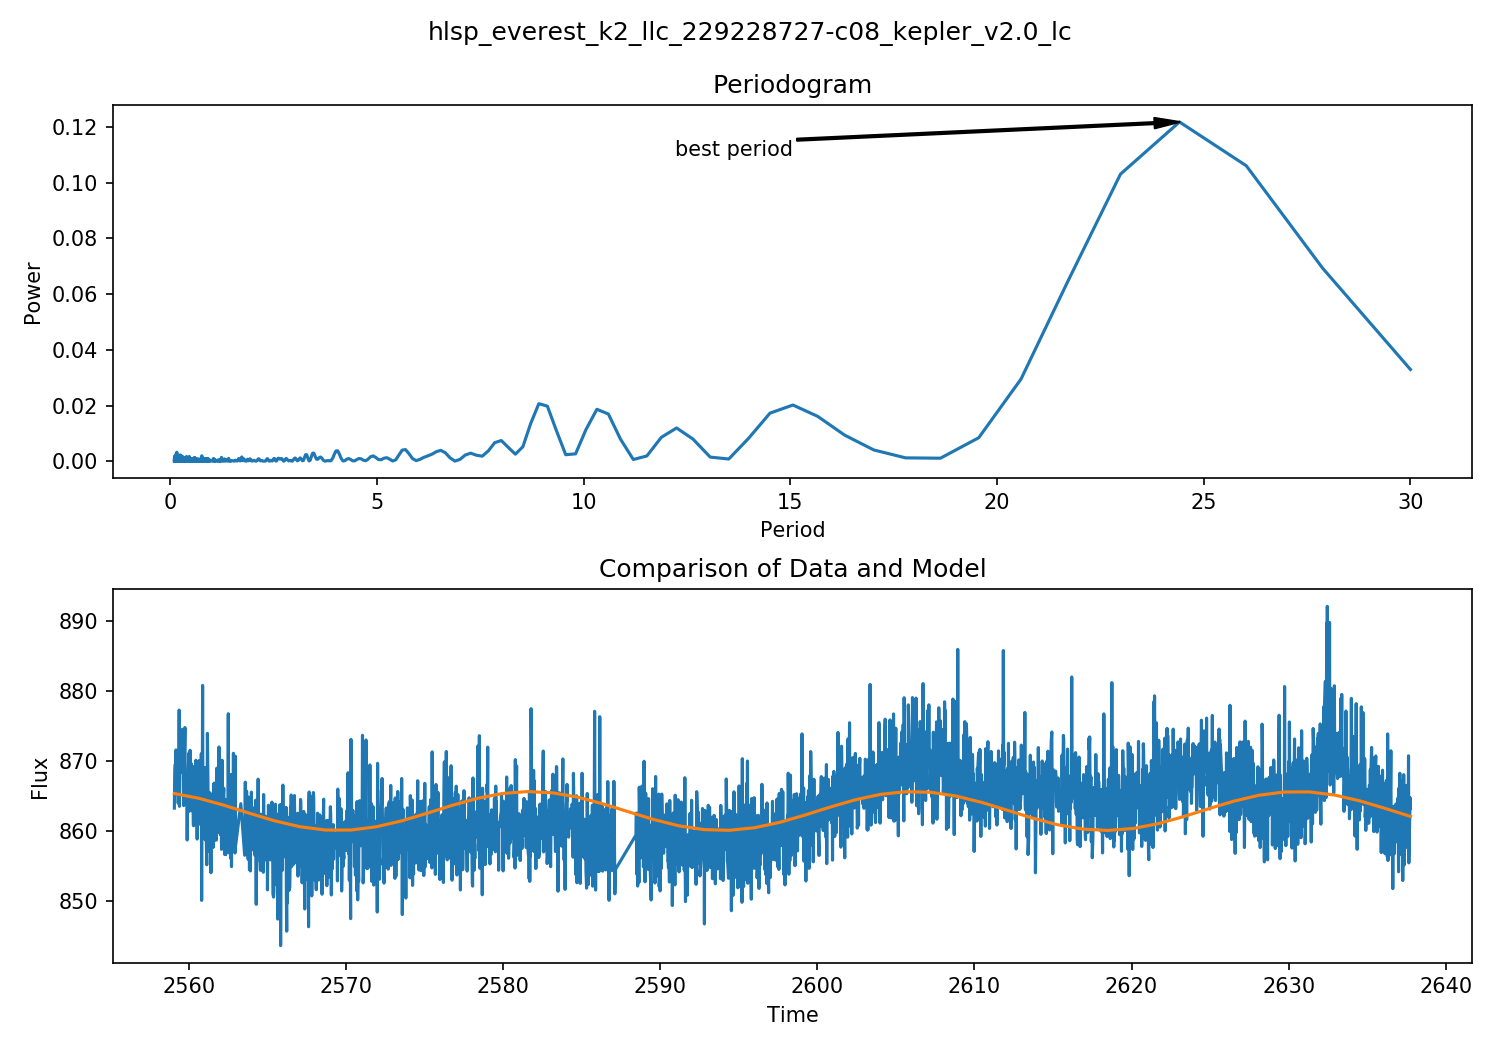 hlsp_everest_k2_llc_229228727-c08_kepler_v2.0_lc
Periodogram
0.12
0.10
0.08
0.06
0.04
0.02
0.00
Power
best period
0 5 10 15 20 25 30
Period
Comparison of Data and Model
890
880
870
860
850
Flux
2560 2570 2580 2590 2600 2610 2620 2630 2640
Time